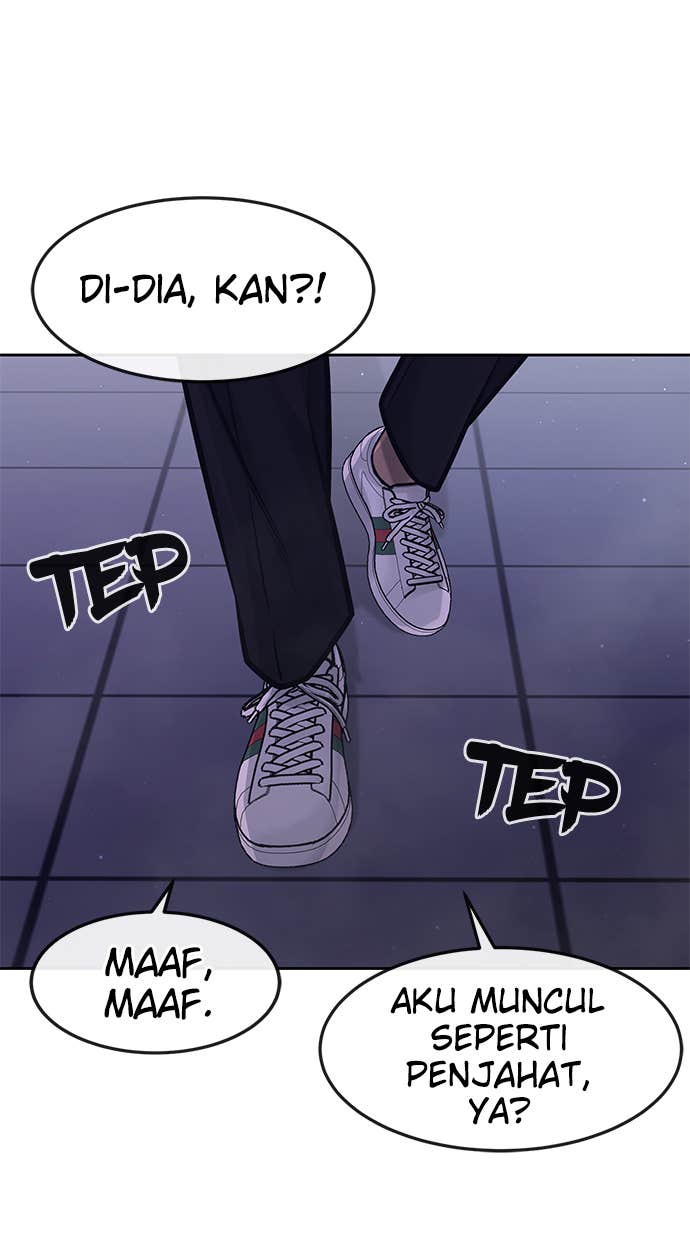 DI-DIA, KAN?!
TEP
TEP
MAAF,
MAAF.
AKU MUNCUL
SEPERTI
PENJAHAT,
YA?